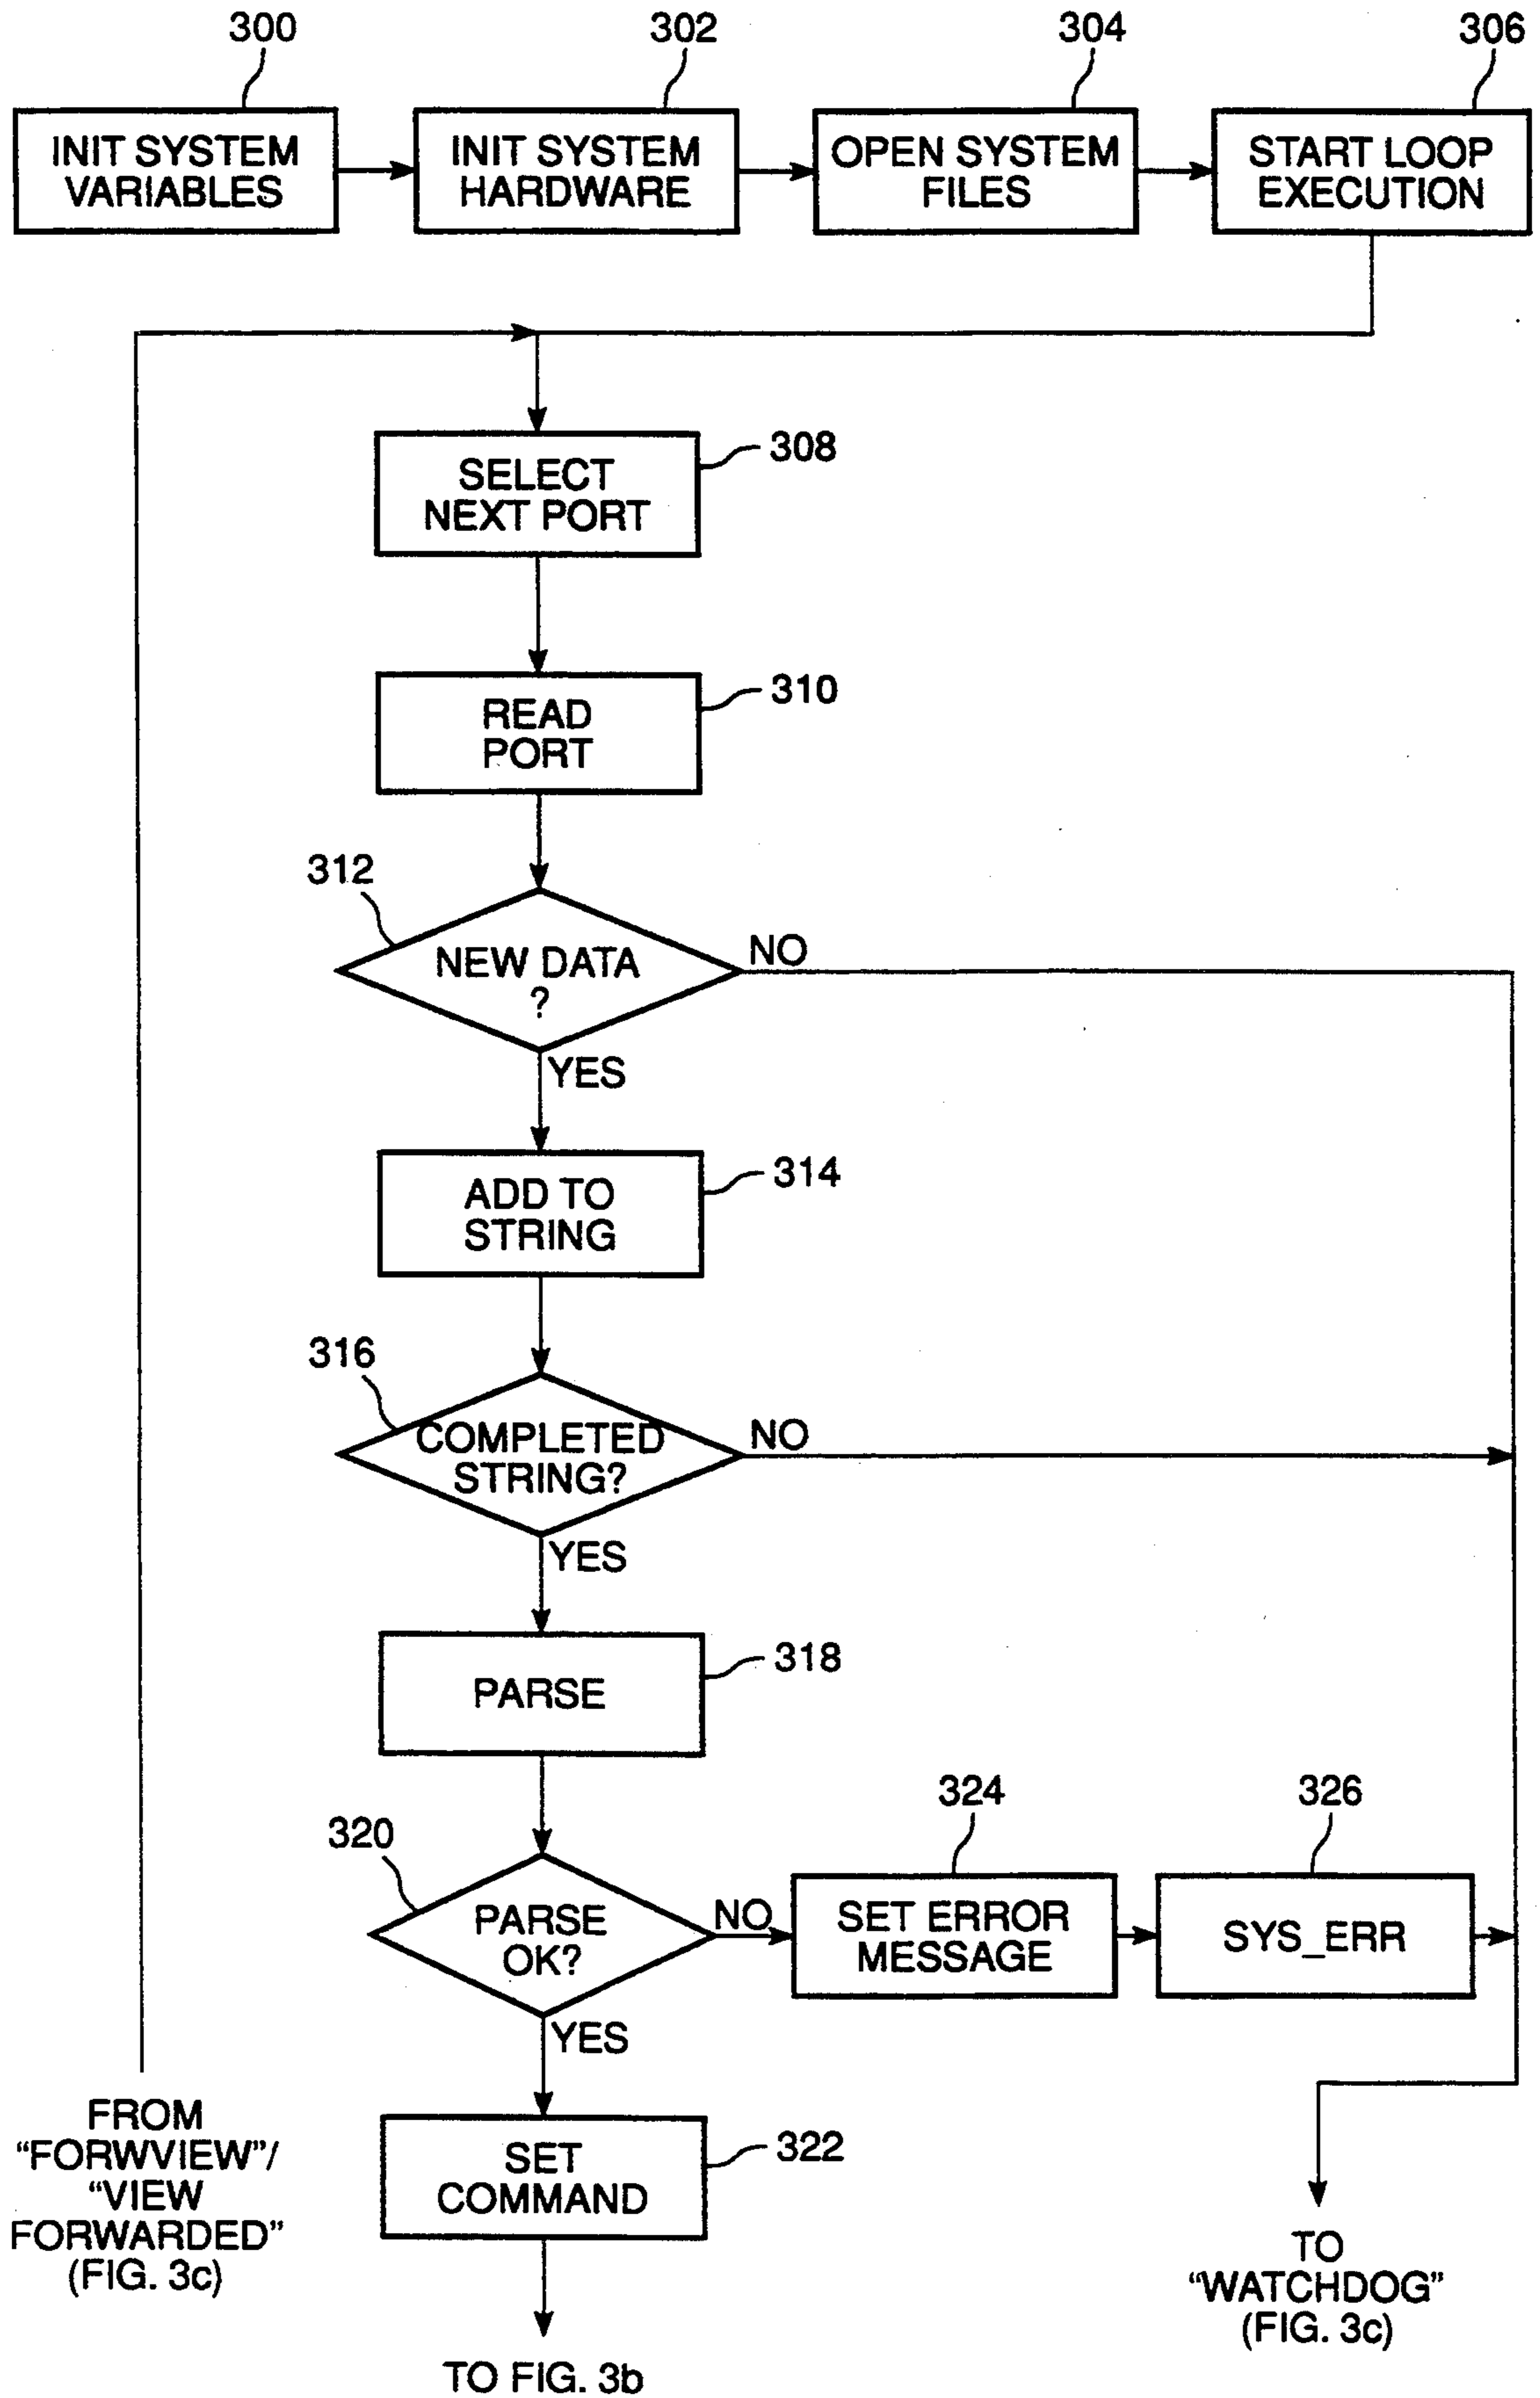 300
302
304
306
INIT SYSTEM
VARIABLES
INIT SYSTEM
HARDWARE
OPEN SYSTEM
FILES
START LOOP
EXECUTION
308
SELECT
NEXT PORT
310
READ
PORT
312
NEW DATA
?
NO
YES
314
ADD TO
STRING
316
COMPLETED
STRING?
NO
YES
318
PARSE
320
PARSE
OK?
NO
324
SET ERROR
MESSAGE
326
SYS_ERR
YES
322
SET
COMMAND
FROM
“FORWVIEW”/
“VIEW
FORWARDED”
(FIG. 3c)
TO
“WATCHDOG”
(FIG. 3c)
TO FIG. 3b